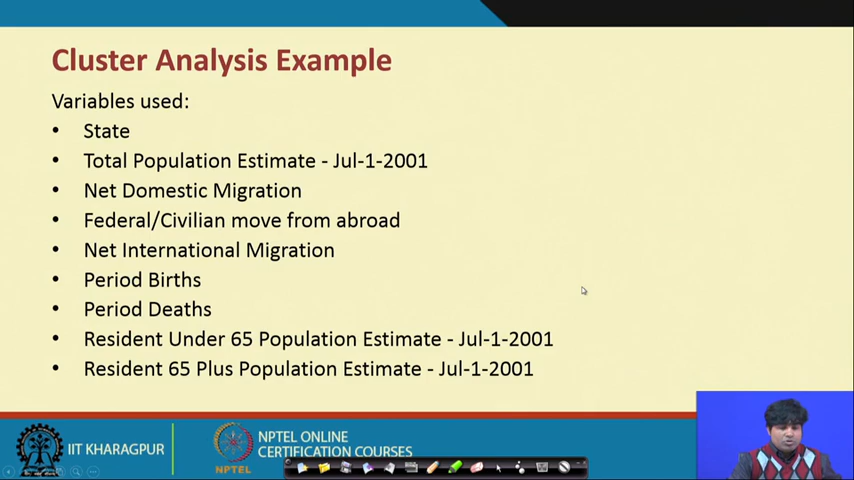 Cluster Analysis Example
Variables used:
• State
• Total Population Estimate - Jul-1-2001
• Net Domestic Migration
• Federal/Civilian move from abroad
• Net International Migration
• Period Births
• Period Deaths
• Resident Under 65 Population Estimate - Jul-1-2001
• Resident 65 Plus Population Estimate - Jul-1-2001
IIT KHARAGPUR
NPTEL
NPTEL ONLINE
CERTIFICATION COURSES